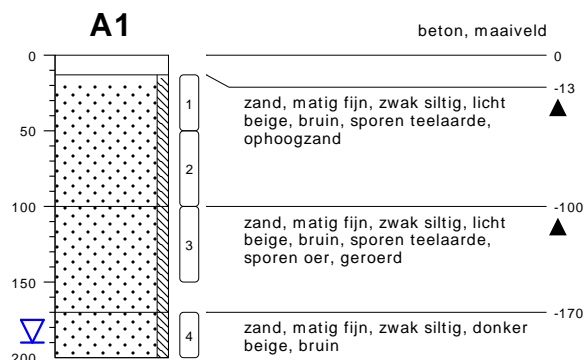 A1
beton, maaiveld
0
0
-13
1
zand, matig fijn, zwak siltig, licht
beige, bruin, sporen teelaarde,
ophoogzand
50
2
100
-100
3
zand, matig fijn, zwak siltig, licht
beige, bruin, sporen teelaarde,
sporen oer, geroerd
150
-170
4
zand, matig fijn, zwak siltig, donker
beige, bruin
200